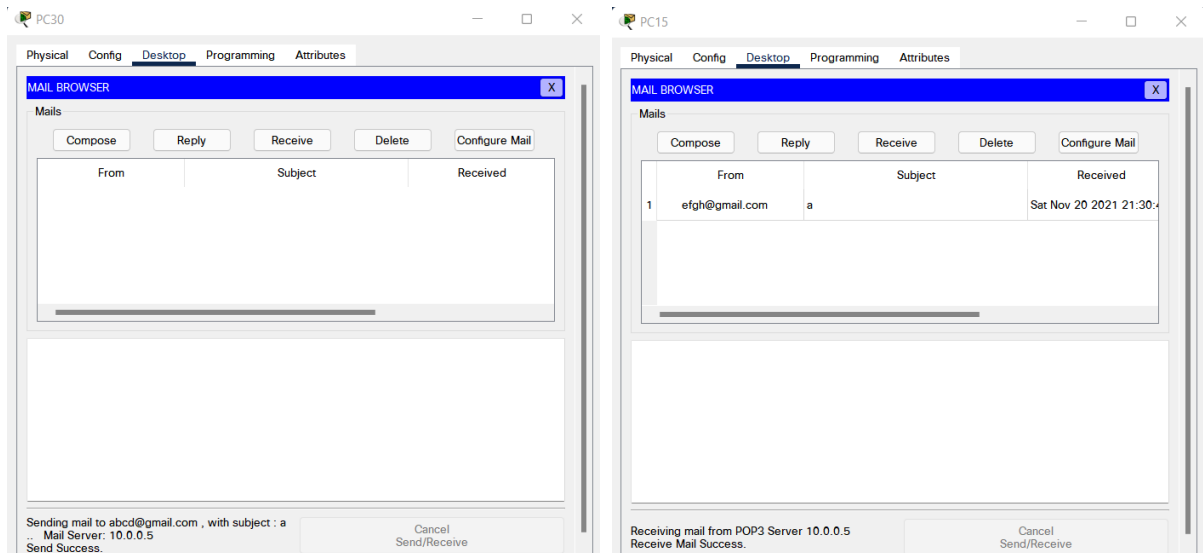 PC30
Physical Config Desktop Programming Attributes
MAIL BROWSER X
Mails
Compose Reply Receive Delete Configure Mail
From Subject Received
Sending mail to abcd@gmail.com , with subject : a
.. Mail Server: 10.0.0.5
Send Success.
Cancel
Send/Receive
PC15
Physical Config Desktop Programming Attributes
MAIL BROWSER X
Mails
Compose Reply Receive Delete Configure Mail
From Subject Received
1 efgh@gmail.com a Sat Nov 20 2021 21:30:
Receiving mail from POP3 Server 10.0.0.5
Receive Mail Success.
Cancel
Send/Receive